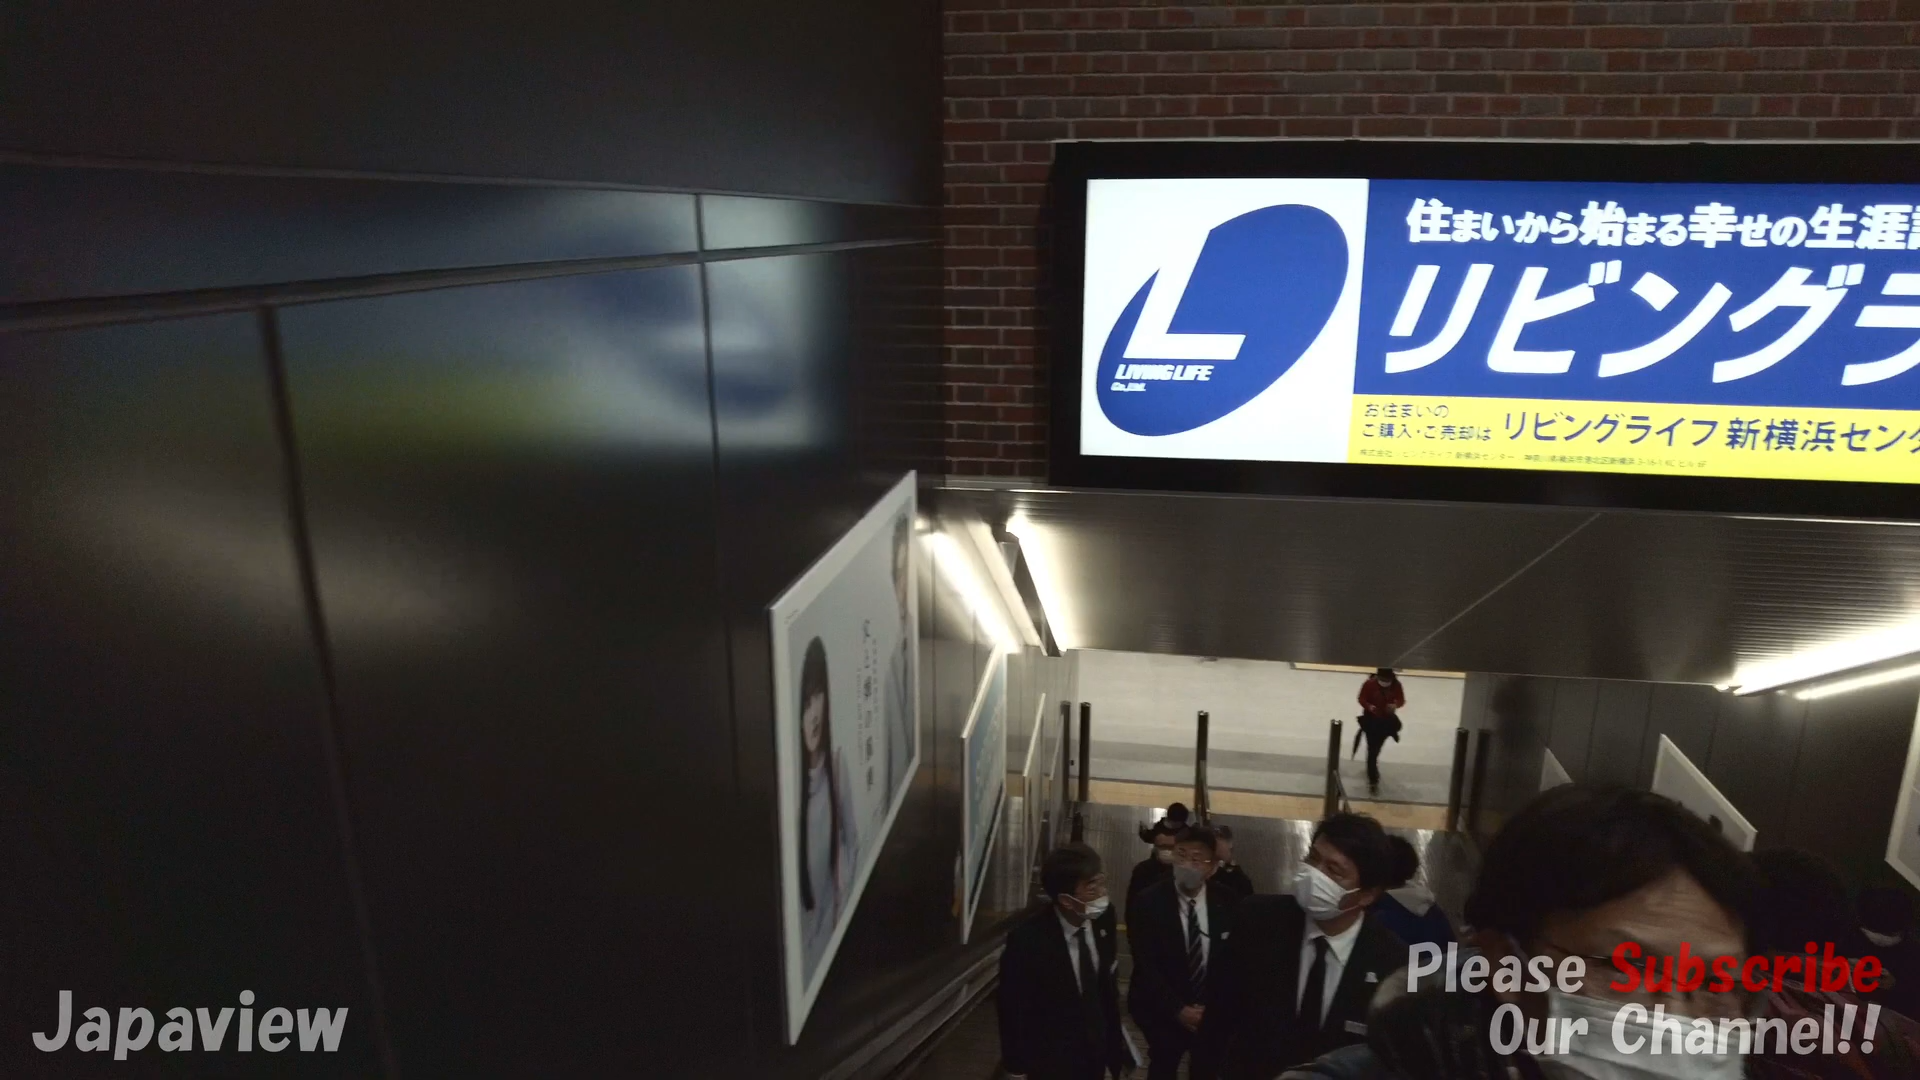 住まいから始まる幸せの生涯
リビングラ
LIVING LIFE
Co.,Ltd.
お住まいの
ご購入・ご売却は
リビングライフ 新横浜セン
Japaview
Please Subscribe
Our Channel!!